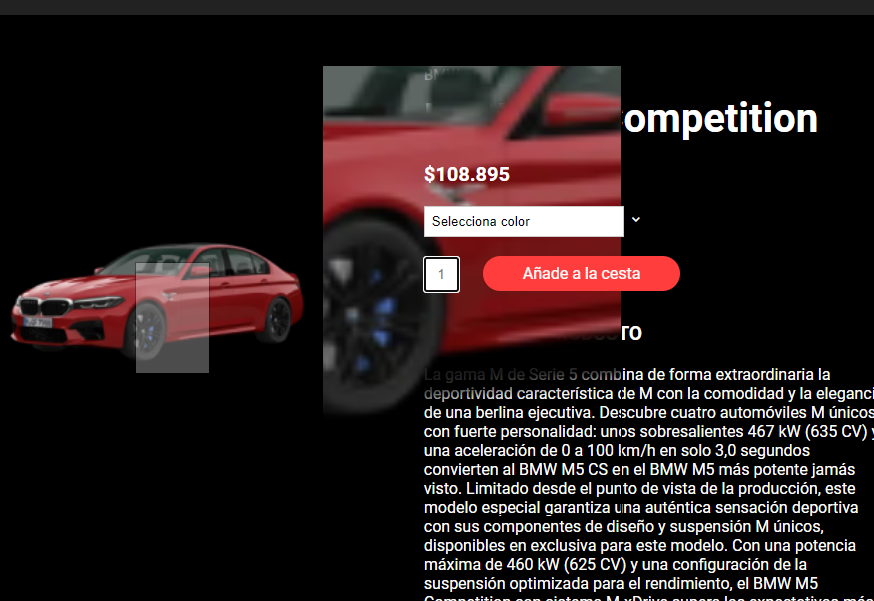 BM
ompetition
$108.895
Selecciona color
1
Añade a la cesta
TO
La gama M de Serie 5 combina de forma extraordinaria la
deportividad característica de M con la comodidad y la eleganci
de una berlina ejecutiva. Descubre cuatro automóviles M únicos
con fuerte personalidad: unos sobresalientes 467 kW (635 CV) y
una aceleración de 0 a 100 km/h en solo 3,0 segundos
convierten al BMW M5 CS en el BMW M5 más potente jamás
visto. Limitado desde el punto de vista de la producción, este
modelo especial garantiza una auténtica sensación deportiva
con sus componentes de diseño y suspensión M únicos,
disponibles en exclusiva para este modelo. Con una potencia
máxima de 460 kW (625 CV) y una configuración de la
suspensión optimizada para el rendimiento, el BMW M5
Competition con sistema M xDrive supera las expectativas más